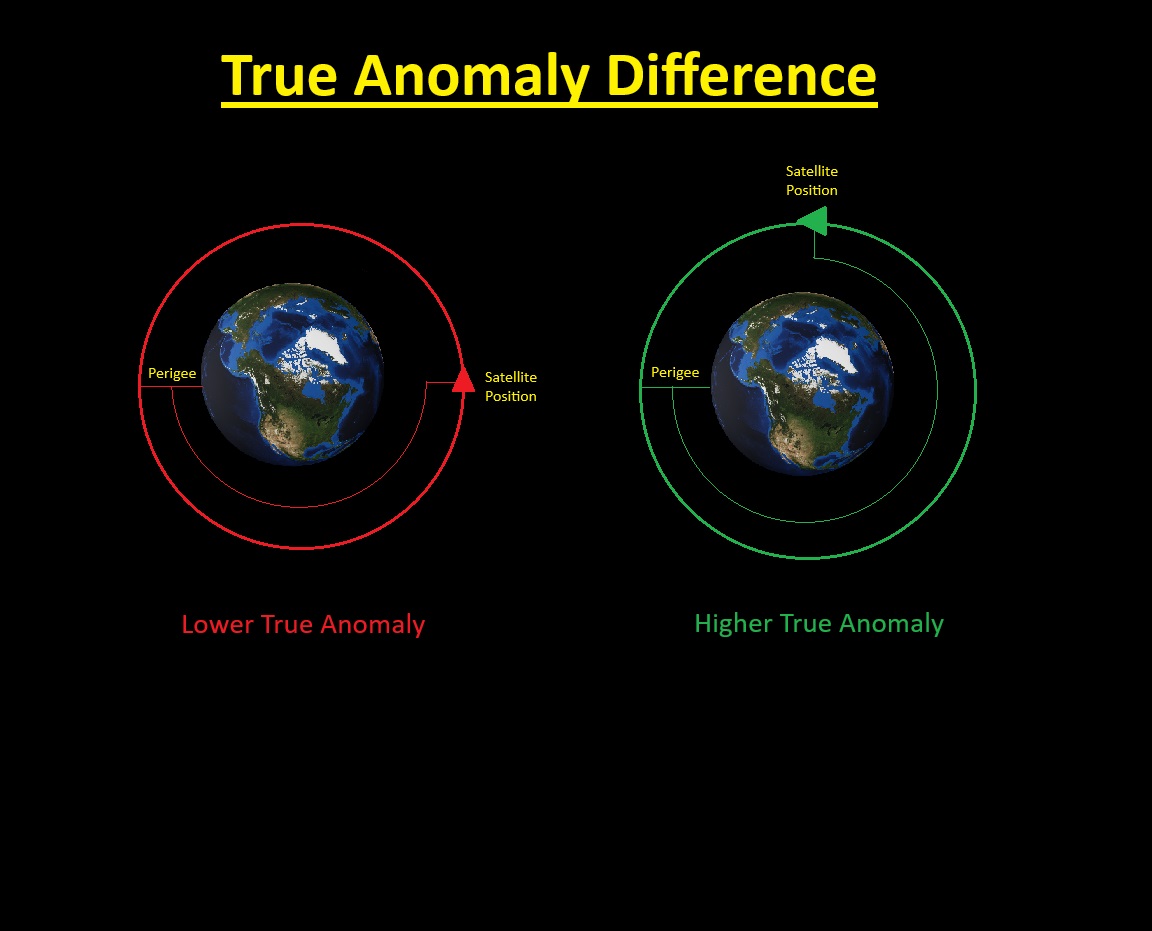 True Anomaly Difference
Satellite
Position
Perigee
Satellite
Position
Perigee
Lower True Anomaly
Higher True Anomaly